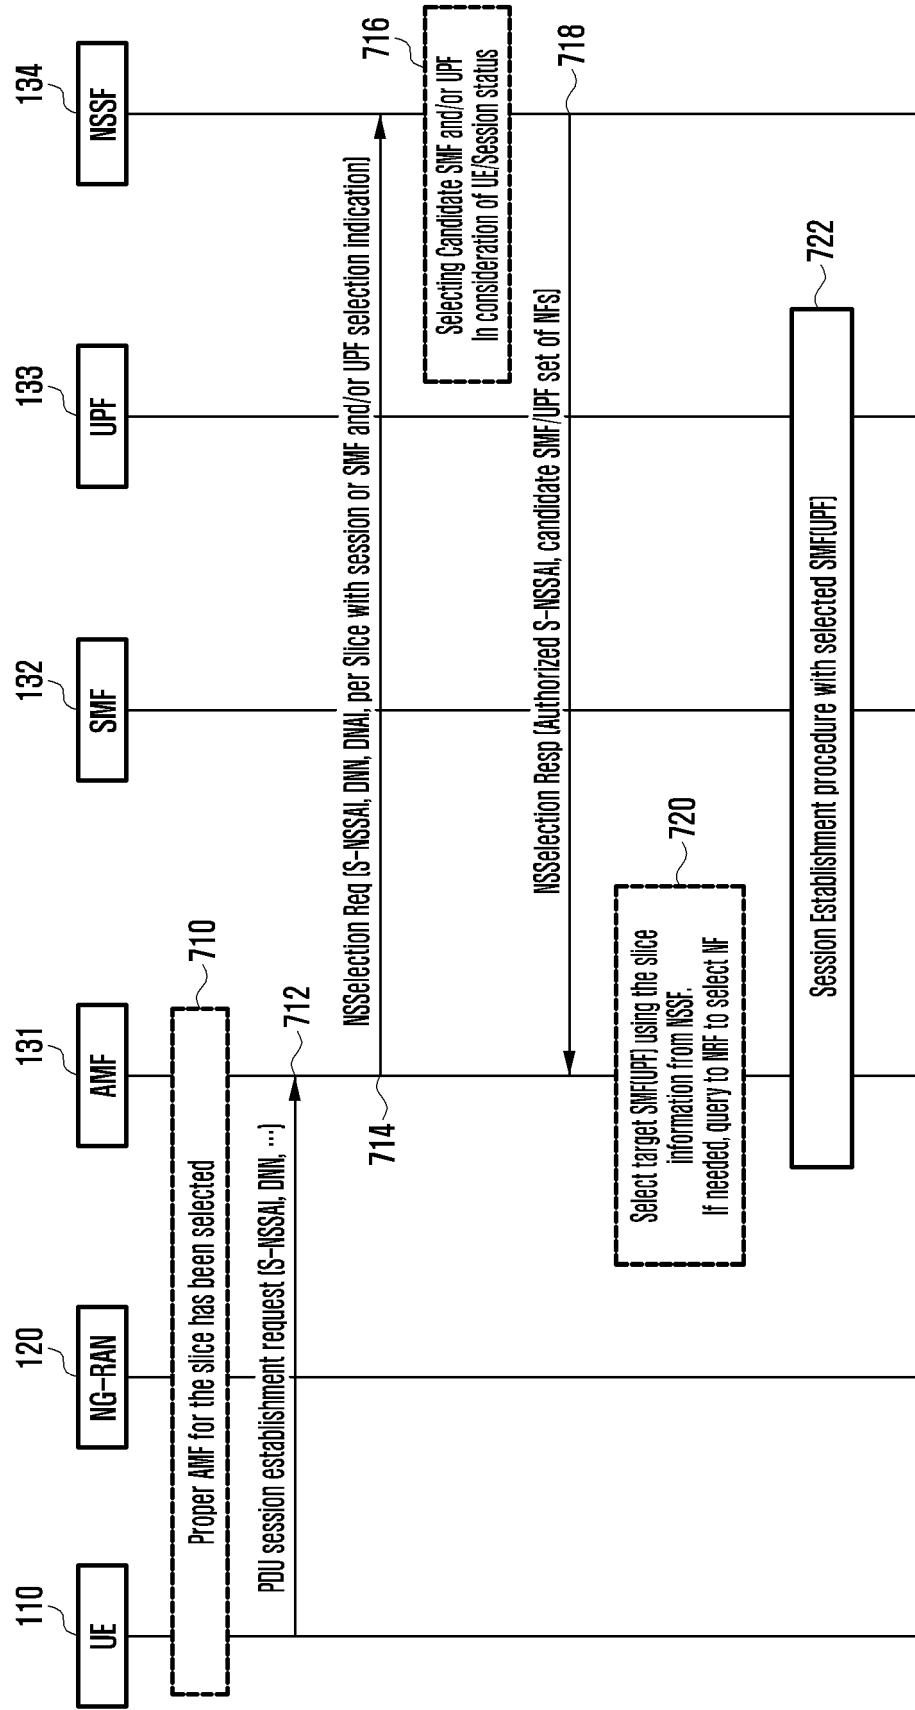 110
120
131
132
133
134
UE
NG-RAN
AMF
SMF
UPF
NSSF
710
Proper AMF for the slice has been selected
712
PDU session establishment request (S-NSSAI, DNN, ···)
NSSelection Req (S-NSSAI, DNN, DNAI, per Slice with session or SMF and/or UPF selection indication)
714
716
Selecting Candidate SMF and/or UPF
In consideration of UE/Session status
NSSelection Resp (Authorized S-NSSAI, candidate SMF/UPF set of NFs)
718
720
Select target SMF(UPF) using the slice
information from NSSF.
If needed, query to NRF to select NF
722
Session Establishment procedure with selected SMF(UPF)